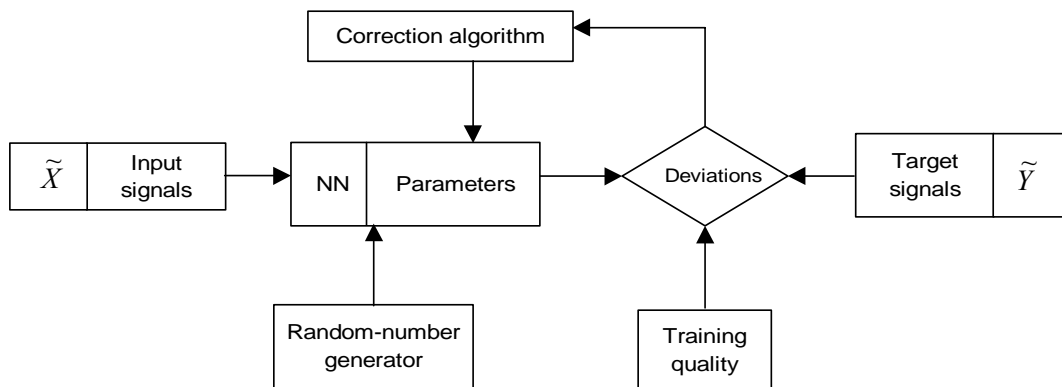 Correction algorithm
X̃
Input
signals
NN
Parameters
Deviations
Target
signals
Ỹ
Random-number
generator
Training
quality